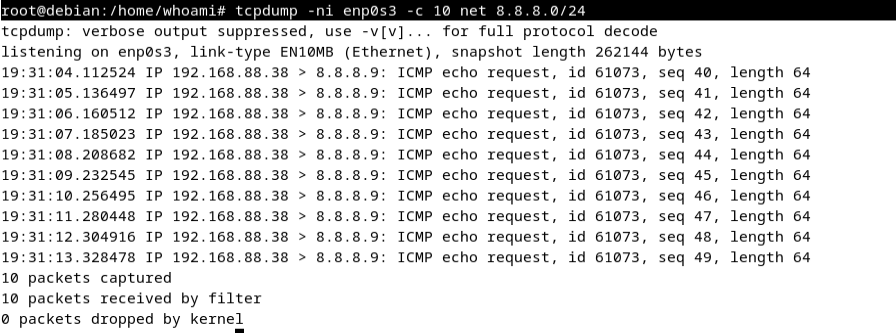 root@debian:/home/whoami# tcpdump -ni enp0s3 -c 10 net 8.8.8.0/24
tcpdump: verbose output suppressed, use -v[v]... for full protocol decode
listening on enp0s3, link-type EN10MB (Ethernet), snapshot length 262144 bytes
19:31:04.112524 IP 192.168.88.38 > 8.8.8.9: ICMP echo request, id 61073, seq 40, length 64
19:31:05.136497 IP 192.168.88.38 > 8.8.8.9: ICMP echo request, id 61073, seq 41, length 64
19:31:06.160512 IP 192.168.88.38 > 8.8.8.9: ICMP echo request, id 61073, seq 42, length 64
19:31:07.185023 IP 192.168.88.38 > 8.8.8.9: ICMP echo request, id 61073, seq 43, length 64
19:31:08.208682 IP 192.168.88.38 > 8.8.8.9: ICMP echo request, id 61073, seq 44, length 64
19:31:09.232545 IP 192.168.88.38 > 8.8.8.9: ICMP echo request, id 61073, seq 45, length 64
19:31:10.256495 IP 192.168.88.38 > 8.8.8.9: ICMP echo request, id 61073, seq 46, length 64
19:31:11.280448 IP 192.168.88.38 > 8.8.8.9: ICMP echo request, id 61073, seq 47, length 64
19:31:12.304916 IP 192.168.88.38 > 8.8.8.9: ICMP echo request, id 61073, seq 48, length 64
19:31:13.328478 IP 192.168.88.38 > 8.8.8.9: ICMP echo request, id 61073, seq 49, length 64
10 packets captured
10 packets received by filter
0 packets dropped by kernel